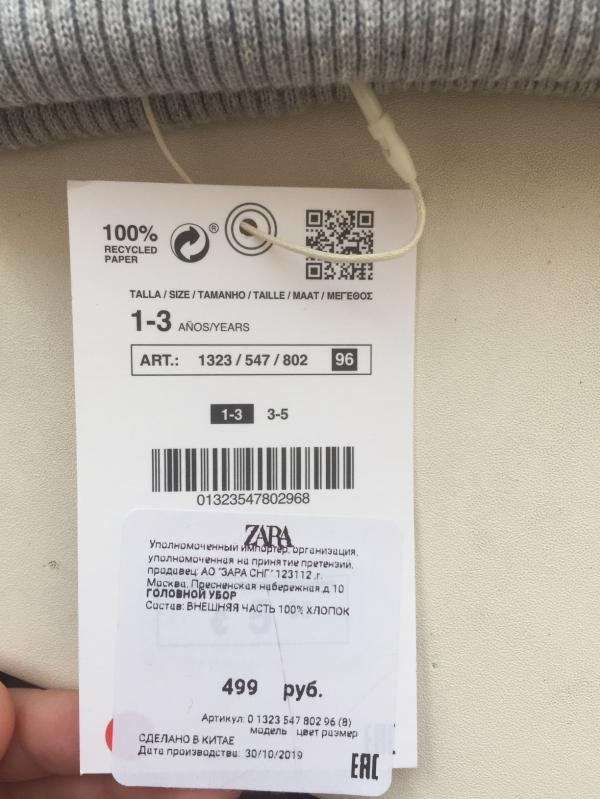 100%
RECYCLED
PAPER
®
TALLA / SIZE / TAMANHO / TAILLE / MAAT / ΜΕΓΕΘΟΣ
1-3 AÑOS/YEARS
ART.: 1323 / 547 / 802 96
1-3 3-5
01323547802968
ZARA
Уполномоченный импортер, организация,
уполномоченная на принятие претензий,
продавец: АО "ЗАРА СНГ" 123112 ,г.
Москва, Пресненская набережная,д 10
ГОЛОВНОЙ УБОР
Состав: ВНЕШНЯЯ ЧАСТЬ 100% ХЛОПОК
499 руб.
Артикул: 0 1323 547 802 96 (8)
модель цвет размер
СДЕЛАНО В КИТАЕ
Дата производства: 30/10/2019
EAC